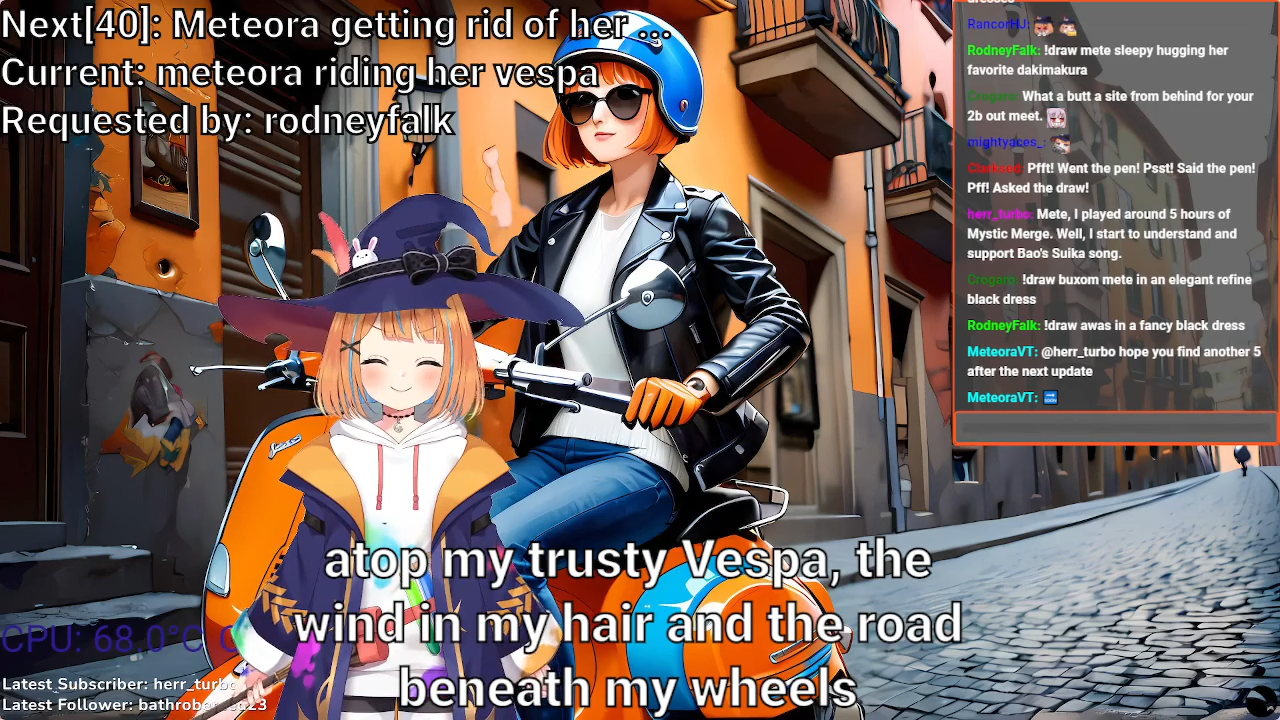 Next[40]: Meteora getting rid of her ...
Current: meteora riding her vespa
Requested by: rodneyfalk
dresses
RancorHJ:
RodneyFalk: !draw mete sleepy hugging her
favorite dakimakura
Crogaro: What a butt a site from behind for your
2b out meet.
mightyaces_:
Pfft! Went the pen! Psst! Said the pen!
Pff! Asked the draw!
herr_turbo: Mete, I played around 5 hours of
Mystic Merge. Well, I start to understand and
support Bao's Suika song.
Crogaro: !draw buxom mete in an elegant refine
black dress
RodneyFalk: !draw awas in a fancy black dress
MeteoraVT: @herr_turbo hope you find another 5
after the next update
MeteoraVT:
atop my trusty Vespa, the
wind in my hair and the road
beneath my wheels
CPU: 68.0°C
Latest Subscriber: herr_turbo
Latest Follower: